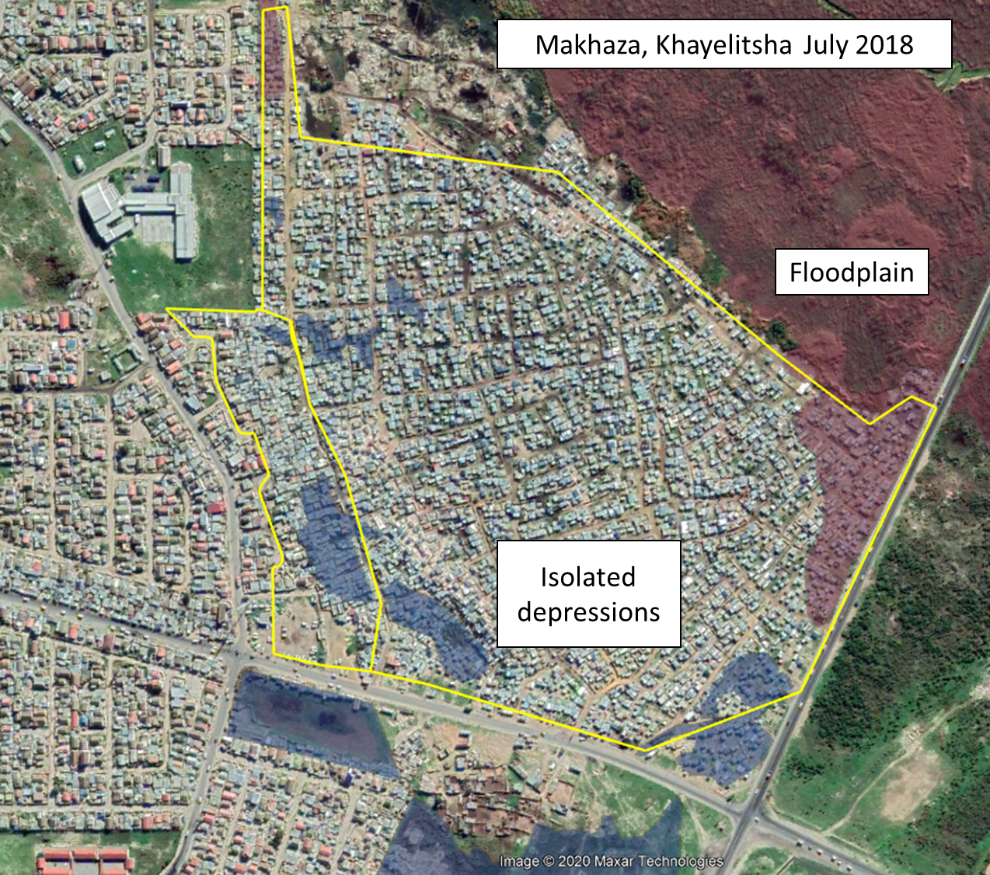 Makhaza, Khayelitsha July 2018
Floodplain
Isolated
depressions
Image © 2020 Maxar Technologies